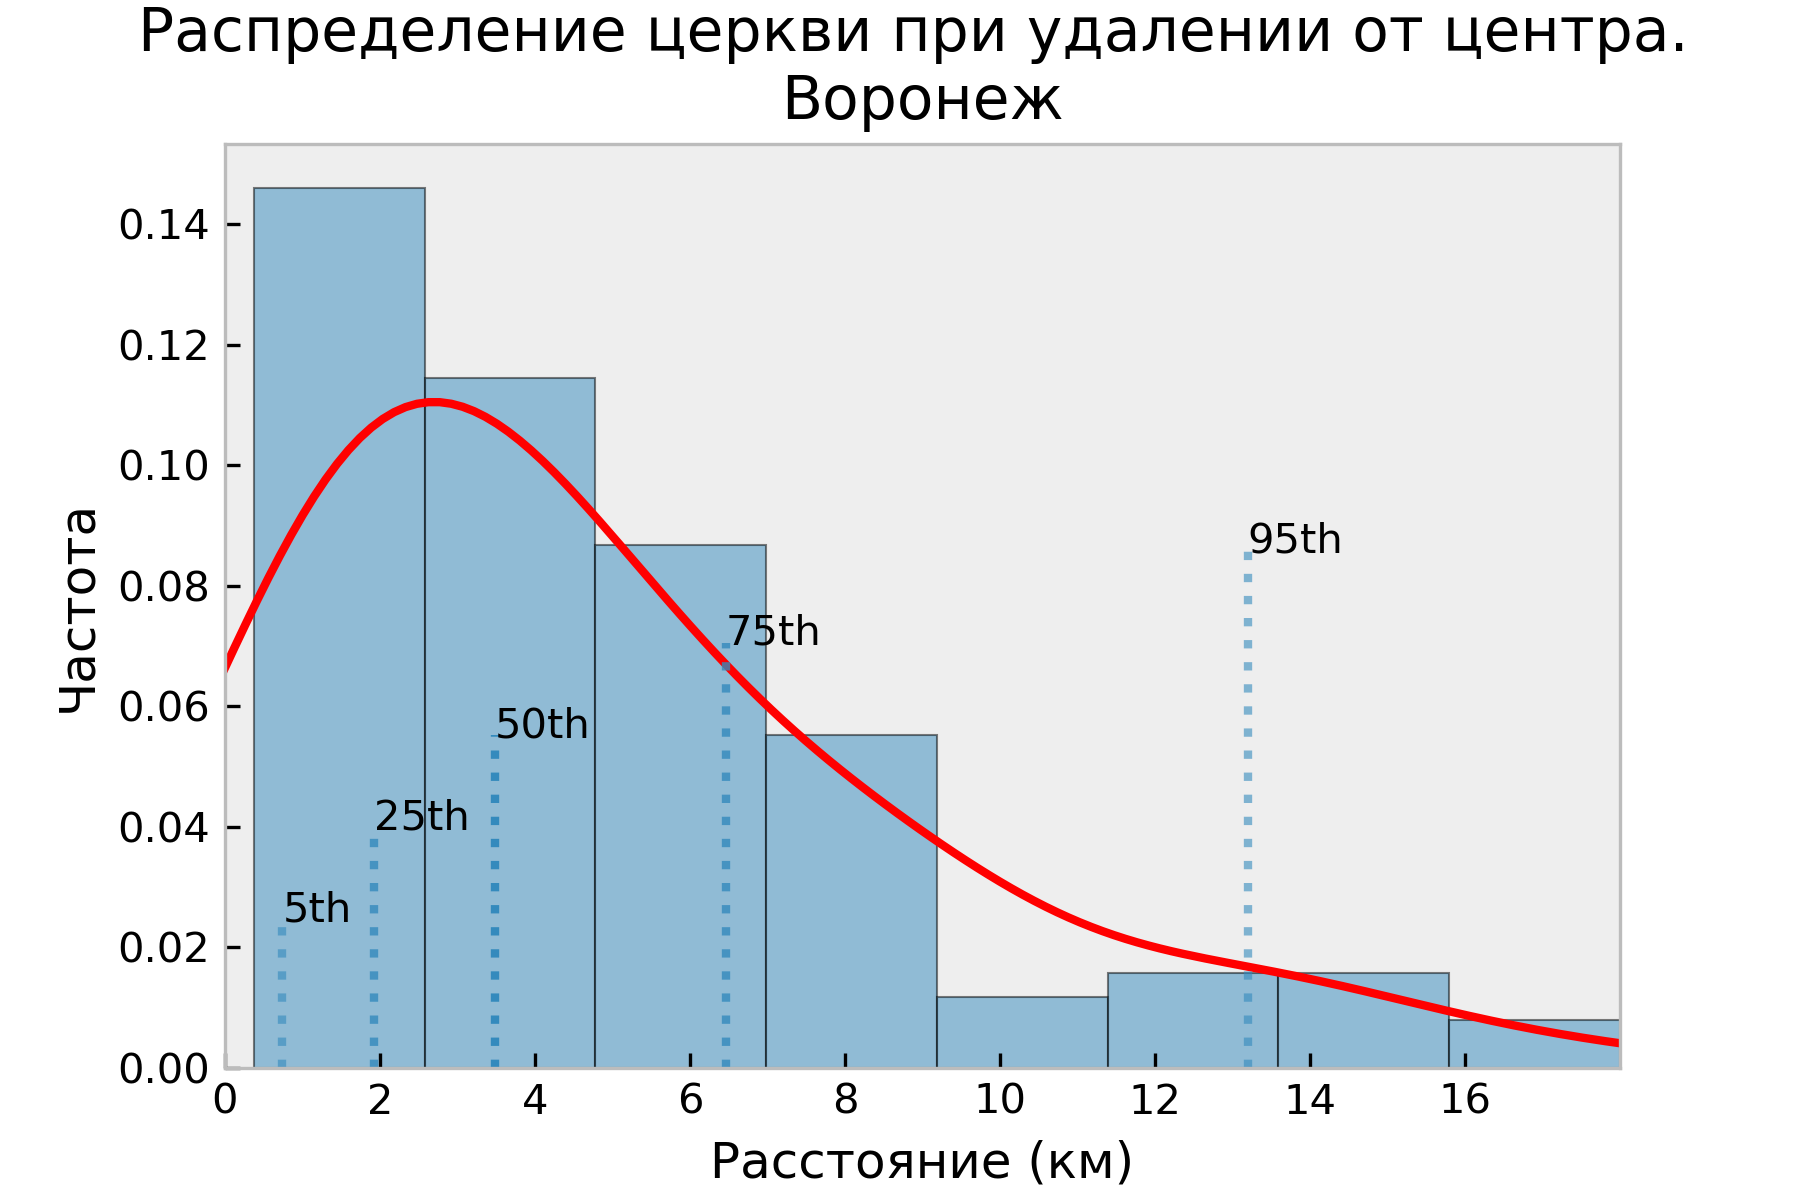 Распределение церкви при удалении от центра.
Воронеж
0.14
0.12
0.10
0.08
0.06
0.04
0.02
0.00
Частота
5th
25th
50th
75th
95th
0 2 4 6 8 10 12 14 16
Расстояние (км)